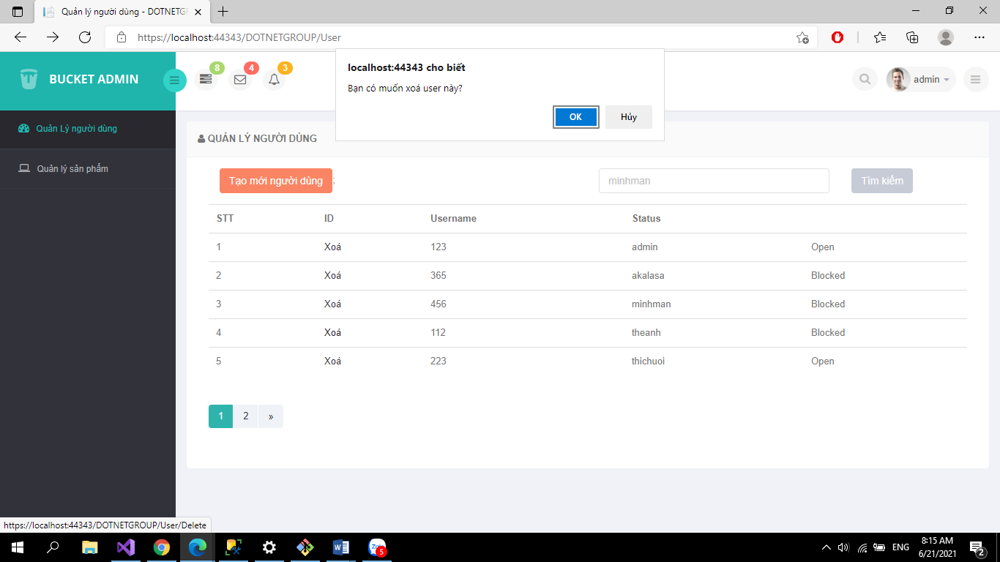 Quản lý người dùng - DOTNETG
https://localhost:44343/DOTNETGROUP/User
BUCKET ADMIN
8
4
3
admin
localhost:44343 cho biết
Bạn có muốn xoá user này?
OK
Hủy
Quản Lý người dùng
Quản lý sản phẩm
QUẢN LÝ NGƯỜI DÙNG
Tạo mới người dùng ;
minhman
Tìm kiếm
STT ID Username Status
1 Xoá 123 admin Open
2 Xoá 365 akalasa Blocked
3 Xoá 456 minhman Blocked
4 Xoá 112 theanh Blocked
5 Xoá 223 thichuoi Open
1 2 »
https://localhost:44343/DOTNETGROUP/User/Delete
5
ENG
8:15 AM
6/21/2021
2